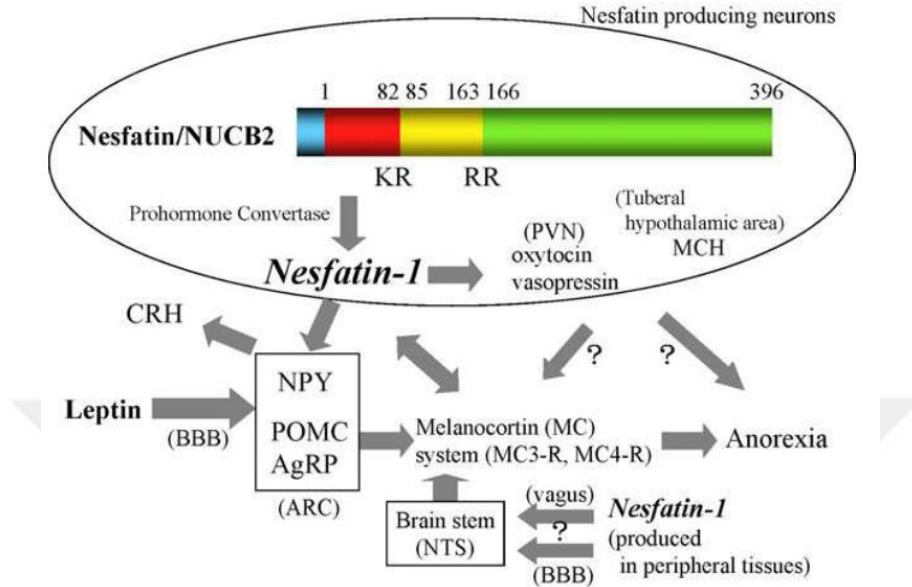 Nesfatin producing neurons
1 82 85 163 166 396
Nesfatin/NUCB2
KR RR
Prohormone Convertase
(Tuberal
hypothalamic area)
MCH
(PVN)
oxytocin
vasopressin
Nesfatin-1
CRH
? ?
NPY
POMC
AgRP
(ARC)
Leptin
(BBB)
Melanocortin (MC)
system (MC3-R, MC4-R)
Anorexia
Brain stem
(NTS)
(vagus)
?
(BBB)
Nesfatin-1
(produced
in peripheral tissues)